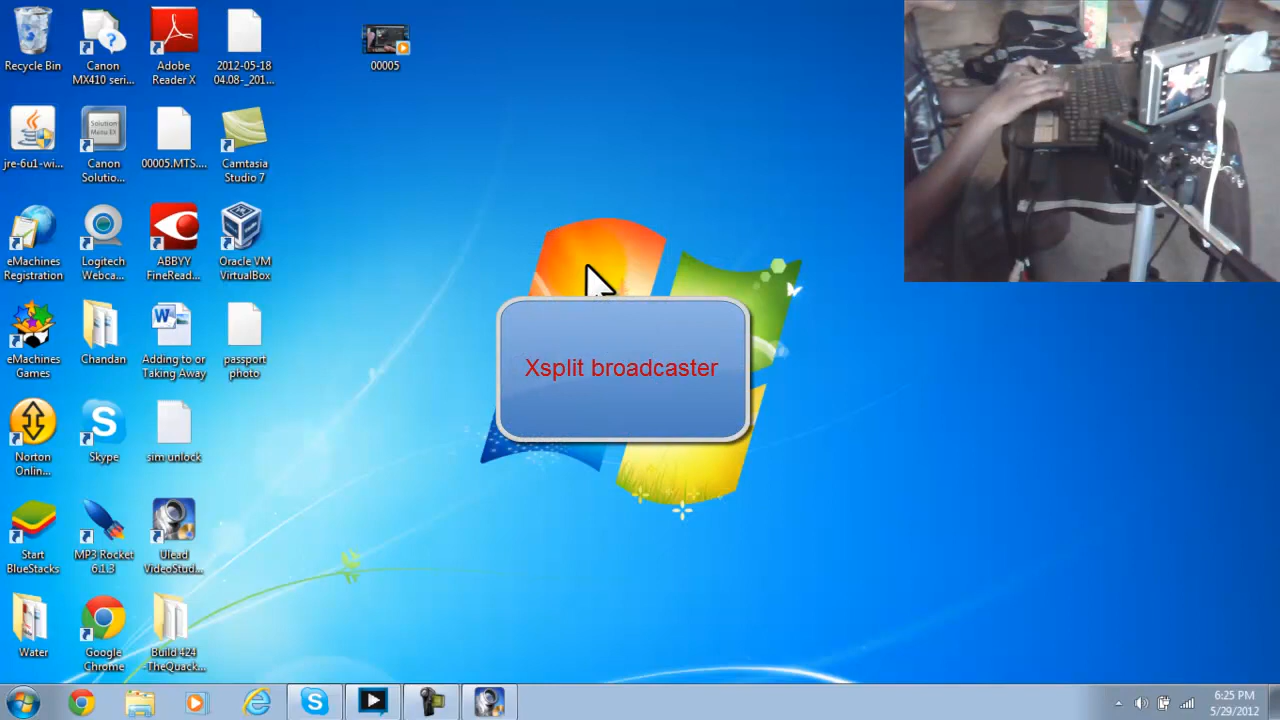 Recycle Bin
Canon
MX410 seri...
Adobe
Reader X
2012-05-18
04.08-_201...
00005
jre-6u1-wi...
Canon
Solutio...
00005.MTS....
Camtasia
Studio 7
eMachines
Registration
Logitech
Webca...
ABBYY
FineRead...
Oracle VM
VirtualBox
eMachines
Games
Chandan
Adding to or
Taking Away
passport
photo
Xsplit broadcaster
Norton
Onlin...
Skype
sim unlock
Start
BlueStacks
MP3 Rocket
6.1.3
Ulead
VideoStud...
Water
Google
Chrome
Build 424
-TheQuack...
6:25 PM
5/29/2012